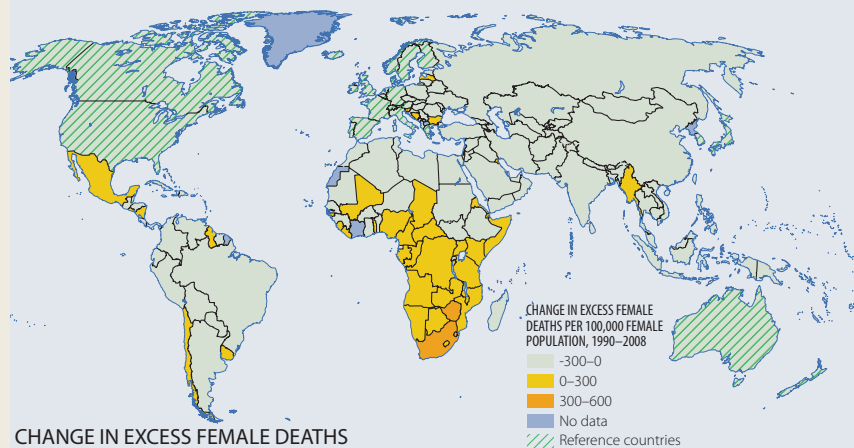 CHANGE IN EXCESS FEMALE
DEATHS PER 100,000 FEMALE
POPULATION, 1990–2008
-300–0
0–300
300–600
No data
Reference countries
CHANGE IN EXCESS FEMALE DEATHS